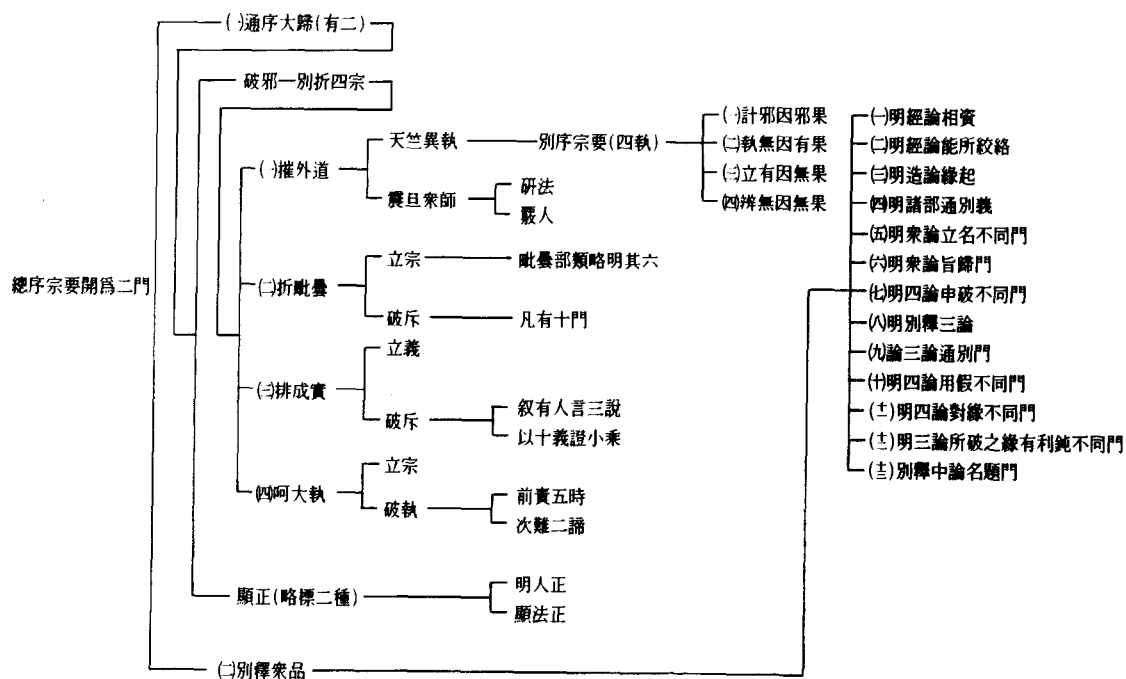 總序宗要開爲二門
㈠通序大歸(有二)
破邪—別折四宗
㈠摧外道
天竺異執
別序宗要(四執)
㈠計邪因邪果
㈡執無因有果
㈢立有因無果
㈣辨無因無果
震旦衆師
研法
覈人
㈡折毗曇
立宗
毗曇部類略明其六
破斥
凡有十門
㈢排成實
立義
破斥
叙有人言三說
以十義證小乘
㈣呵大執
立宗
破執
前責五時
次難二諦
顯正(略標二種)
明人正
顯法正
㈡別釋衆品
㈠明經論相資
㈡明經論能所絞絡
㈢明造論緣起
㈣明諸部通別義
㈤明衆論立名不同門
㈥明衆論旨歸門
㈦明四論申破不同門
㈧明別釋三論
㈨論三論通別門
㈩明四論用假不同門
(十一)明四論對緣不同門
(十二)明三論所破之緣有利鈍不同門
(十三)別釋中論名題門